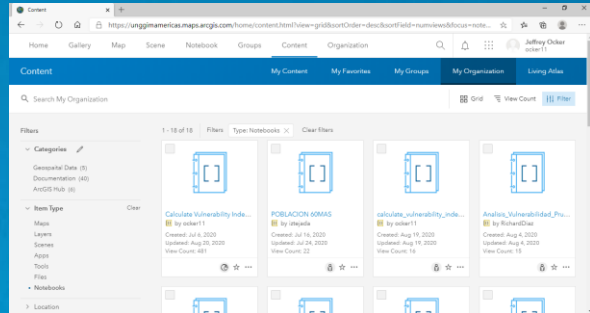 Content
https://unggimamericas.maps.arcgis.com/home/content.html?view=grid&sortOrder=desc&sortField=numviews&focus=note...
Home Gallery Map Scene Notebook Groups Content Organization
Jeffrey Ocker
ocker11
Content My Content My Favorites My Groups My Organization Living Atlas
Search My Organization Grid View Count Filter
Filters 1 - 18 of 18 Filters Type: Notebooks Clear filters
Categories
Geospatial Data (5)
Documentation (40)
ArcGIS Hub (6)
Item Type Clear
Maps
Layers
Scenes
Apps
Tools
Files
Notebooks
Location
Calculate Vulnerability Inde...
by ocker11
Created: Jul 6, 2020
Updated: Aug 20, 2020
View Count: 481
POBLACION 60MAS
by iztejada
Created: Jul 16, 2020
Updated: Jul 24, 2020
View Count: 22
calculate_vulnerability_inde...
by ocker11
Created: Aug 19, 2020
Updated: Aug 19, 2020
View Count: 16
Analisis_Vulnerabilidad_Pru...
by RichardDiaz
Created: Aug 4, 2020
Updated: Aug 4, 2020
View Count: 15